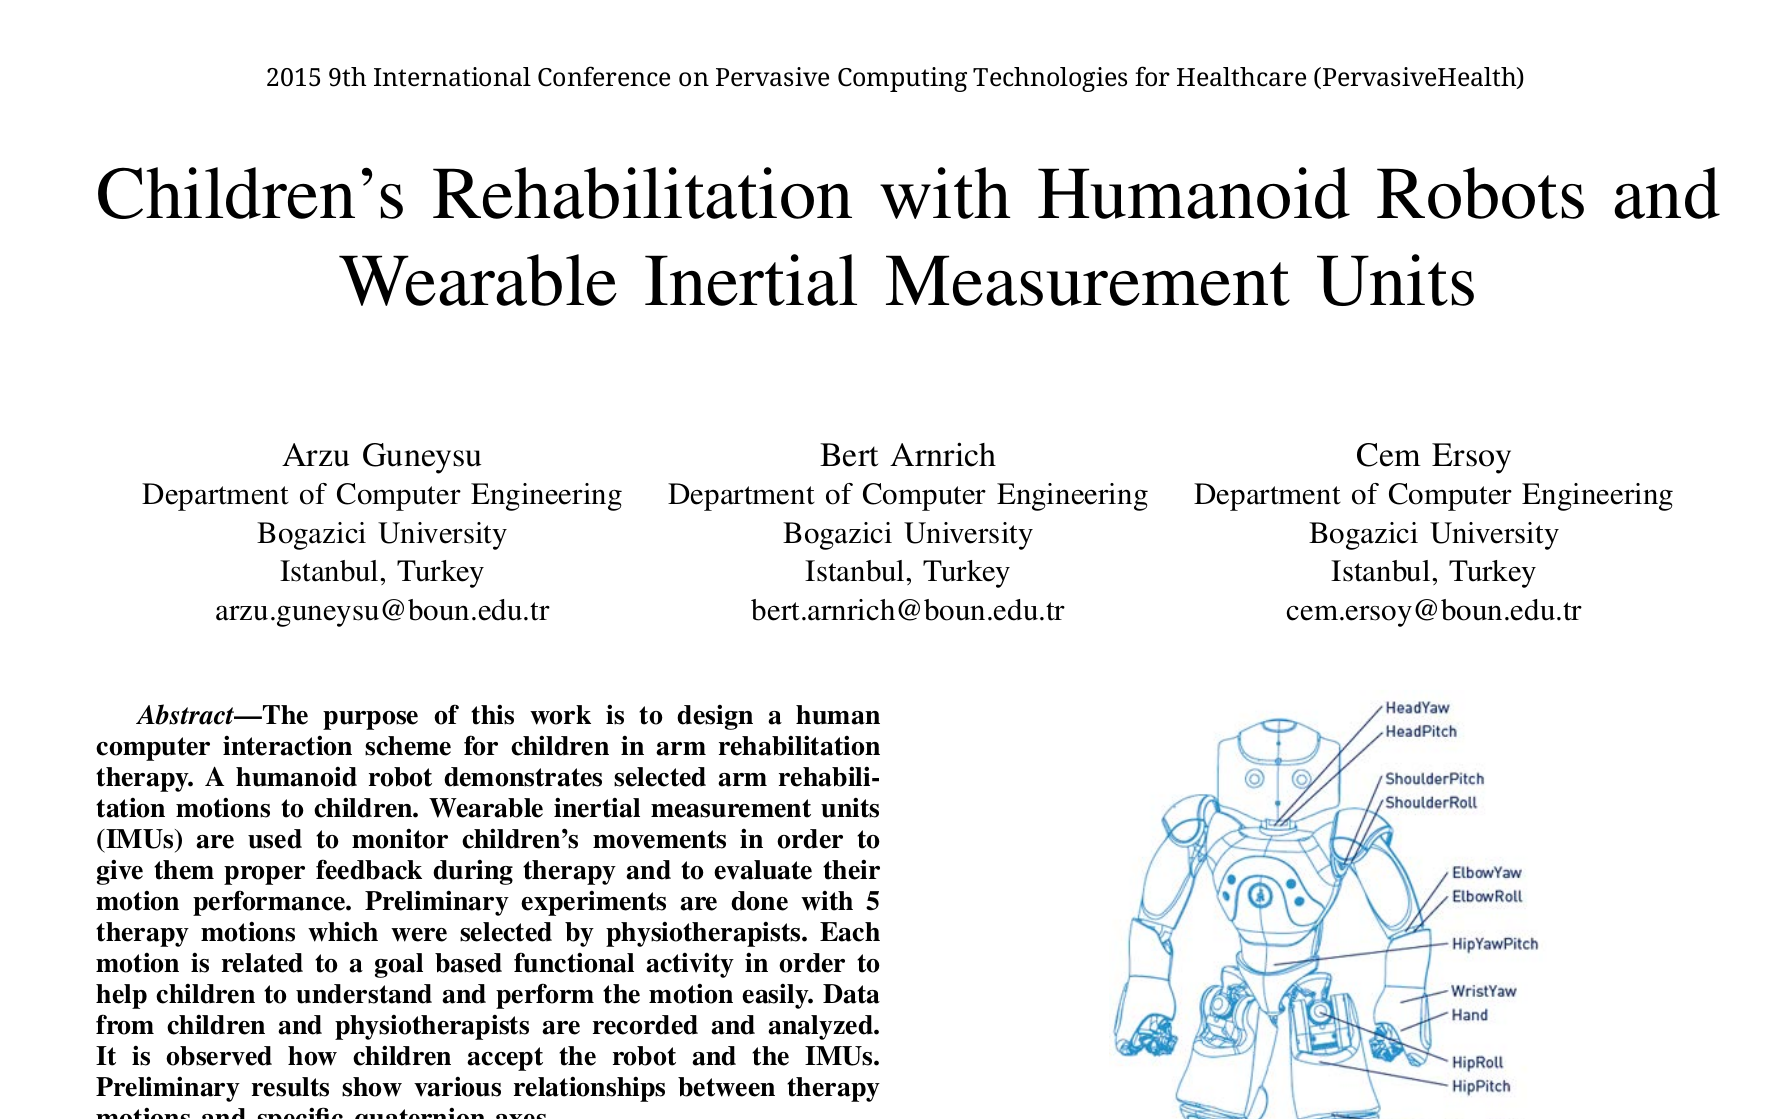 2015 9th International Conference on Pervasive Computing Technologies for Healthcare (PervasiveHealth)
Children's Rehabilitation with Humanoid Robots and
Wearable Inertial Measurement Units
Arzu Guneysu
Department of Computer Engineering
Bogazici University
Istanbul, Turkey
arzu.guneysu@boun.edu.tr
Bert Arnrich
Department of Computer Engineering
Bogazici University
Istanbul, Turkey
bert.arnrich@boun.edu.tr
Cem Ersoy
Department of Computer Engineering
Bogazici University
Istanbul, Turkey
cem.ersoy@boun.edu.tr
Abstract—The purpose of this work is to design a human
computer interaction scheme for children in arm rehabilitation
therapy. A humanoid robot demonstrates selected arm rehabili-
tation motions to children. Wearable inertial measurement units
(IMUs) are used to monitor children's movements in order to
give them proper feedback during therapy and to evaluate their
motion performance. Preliminary experiments are done with 5
therapy motions which were selected by physiotherapists. Each
motion is related to a goal based functional activity in order to
help children to understand and perform the motion easily. Data
from children and physiotherapists are recorded and analyzed.
It is observed how children accept the robot and the IMUs.
Preliminary results show various relationships between therapy
motions and specific quaternion axes.
HeadYaw
HeadPitch
ShoulderPitch
ShoulderRoll
ElbowYaw
ElbowRoll
HipYawPitch
WristYaw
Hand
HipRoll
HipPitch